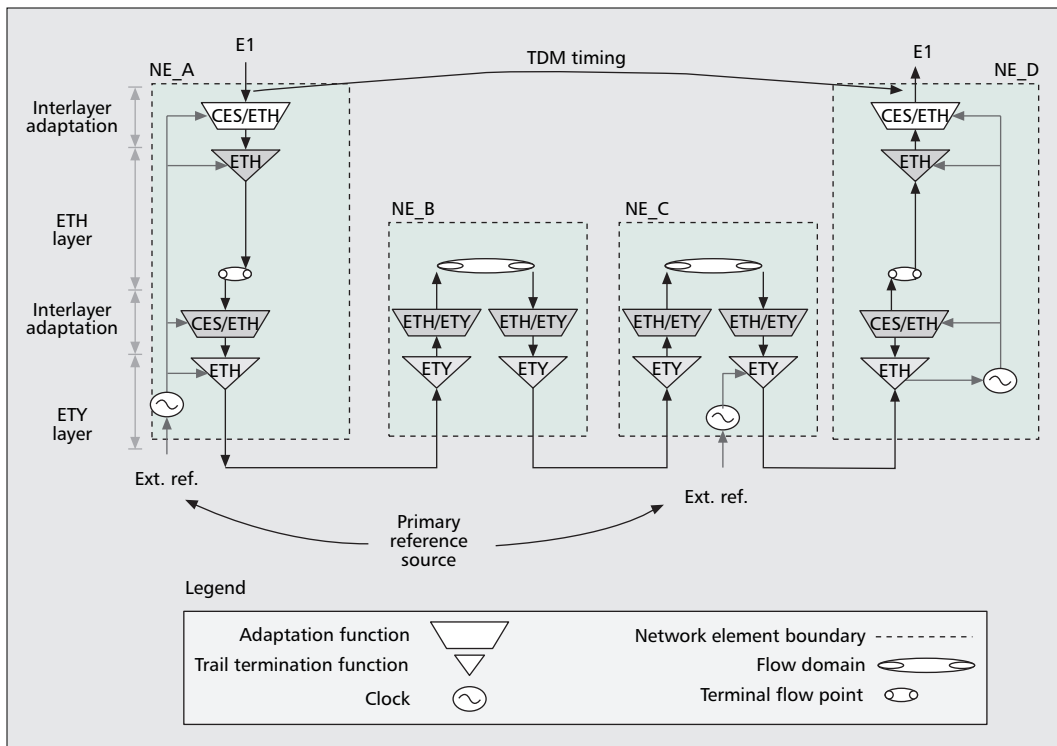 E1
TDM timing
E1
NE_A
NE_D
Interlayer
adaptation
CES/ETH
CES/ETH
ETH
ETH
ETH
layer
NE_B
NE_C
Interlayer
adaptation
CES/ETH
ETH/ETY
ETH/ETY
ETH/ETY
ETH/ETY
CES/ETH
ETH
ETY
ETY
ETY
ETY
ETH
ETY
layer
Ext. ref.
Ext. ref.
Primary
reference
source
Legend
Adaptation function
Network element boundary
Trail termination function
Flow domain
Clock
Terminal flow point